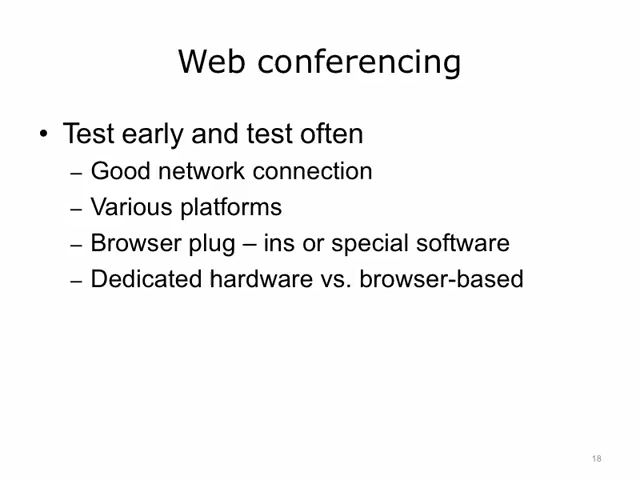 Web conferencing
• Test early and test often
– Good network connection
– Various platforms
– Browser plug – ins or special software
– Dedicated hardware vs. browser-based
18